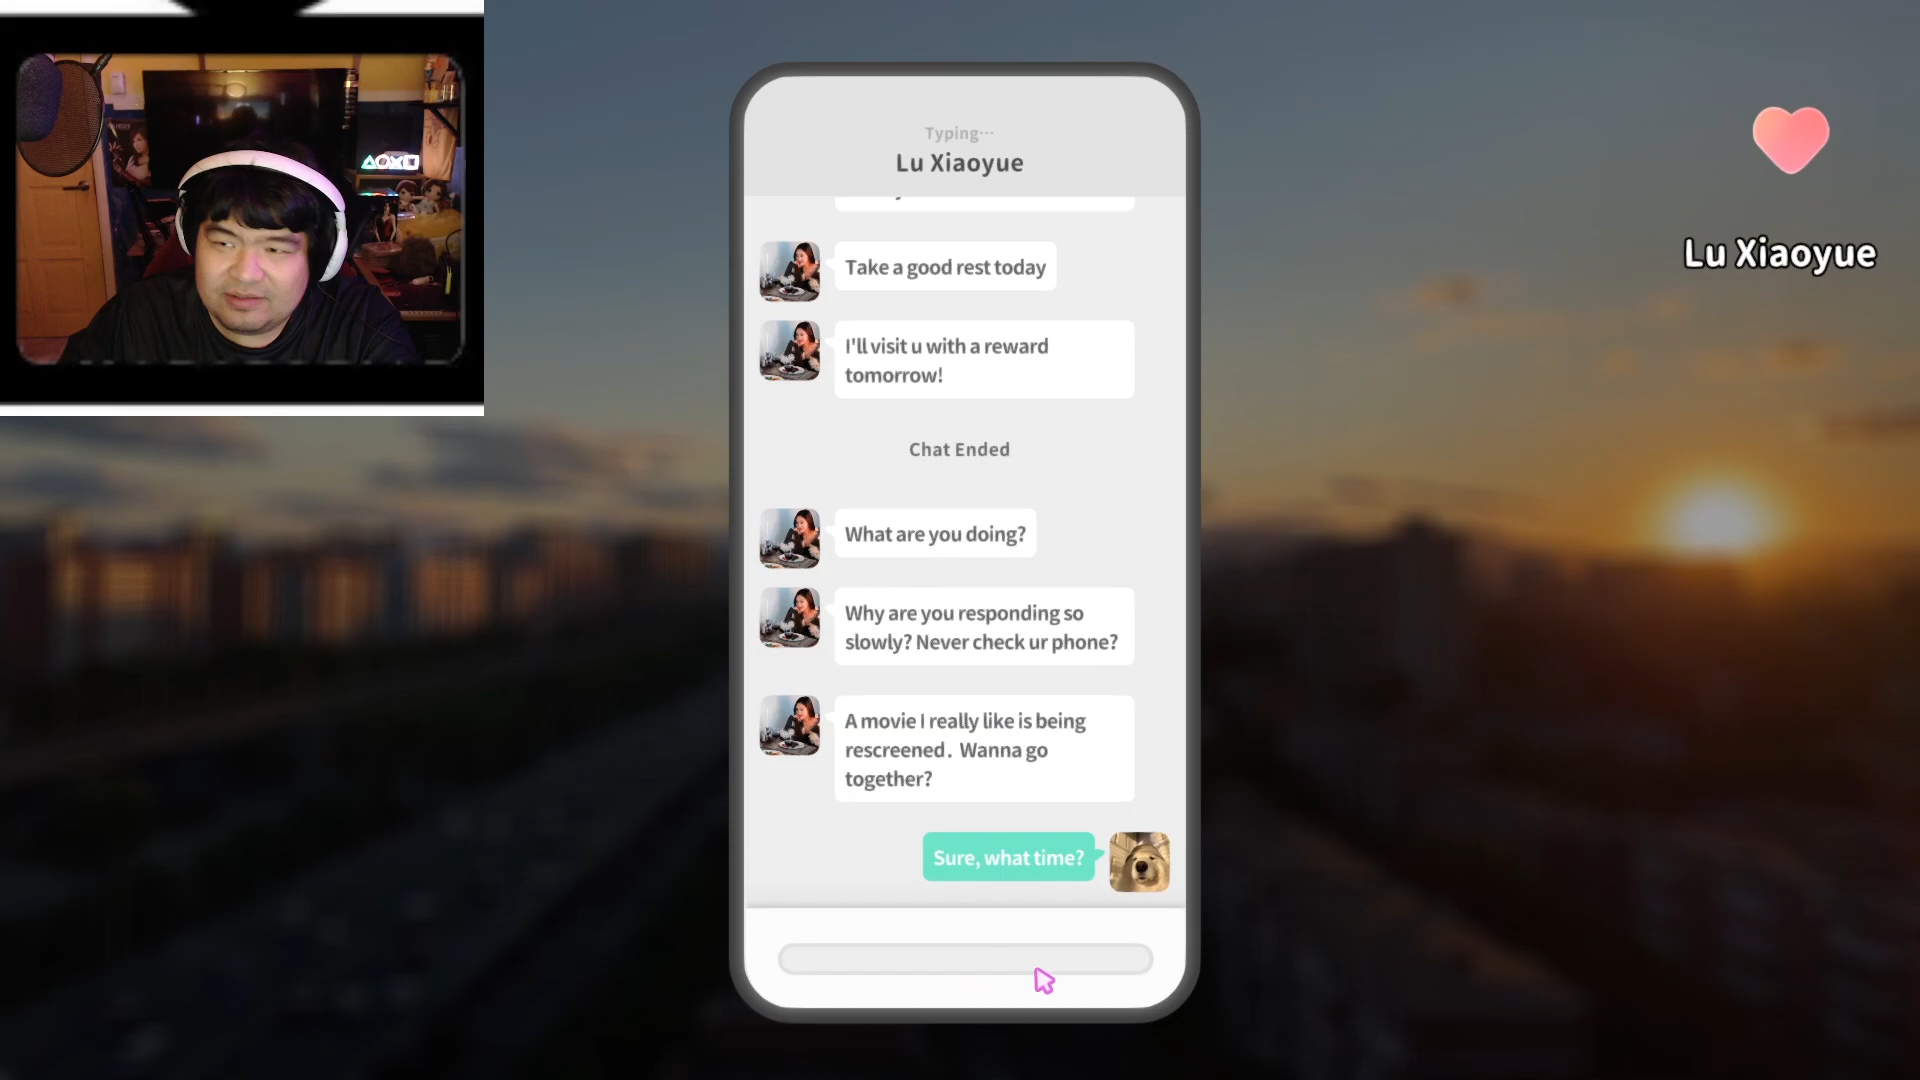 Typing···
Lu Xiaoyue
Take a good rest today
I'll visit u with a reward
tomorrow!
Chat Ended
What are you doing?
Why are you responding so
slowly? Never check ur phone?
A movie I really like is being
rescreened. Wanna go
together?
Sure, what time?
Lu Xiaoyue